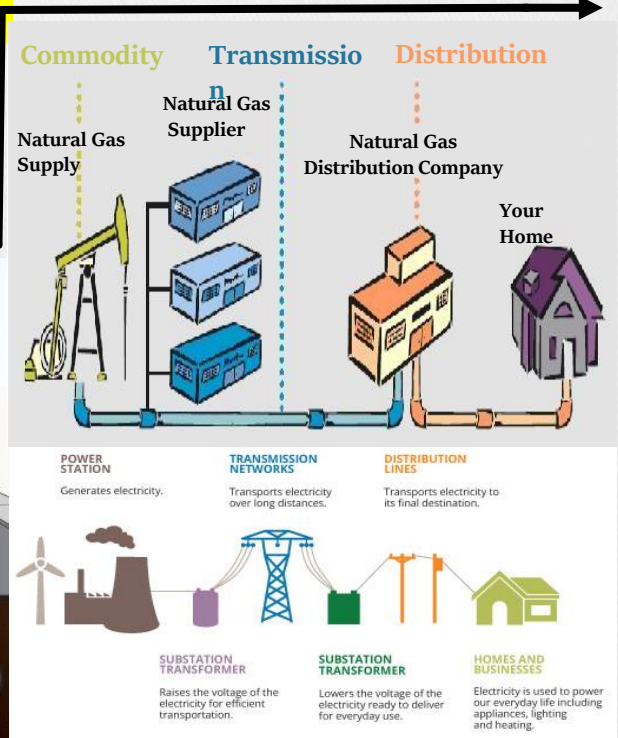 Commodity
Transmissio
n
Distribution
Natural Gas
Supply
Natural Gas
Supplier
Natural Gas
Distribution Company
Your
Home
POWER
STATION
Generates electricity.
TRANSMISSION
NETWORKS
Transports electricity
over long distances.
DISTRIBUTION
LINES
Transports electricity to
its final destination.
SUBSTATION
TRANSFORMER
Raises the voltage of the
electricity for efficient
transportation.
SUBSTATION
TRANSFORMER
Lowers the voltage of the
electricity ready to deliver
for everyday use.
HOMES AND
BUSINESSES
Electricity is used to power
our everyday life including
appliances, lighting
and heating.